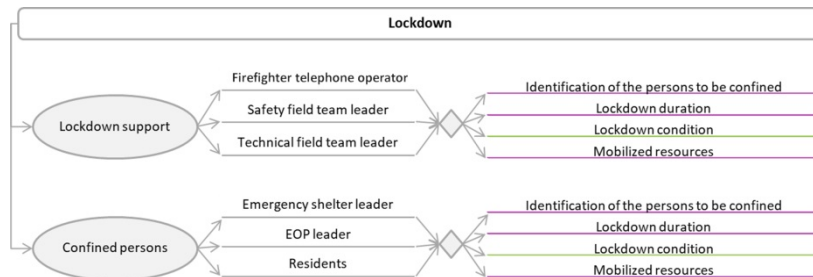 Lockdown
Lockdown support
Firefighter telephone operator
Safety field team leader
Technical field team leader
Identification of the persons to be confined
Lockdown duration
Lockdown condition
Mobilized resources
Confined persons
Emergency shelter leader
EOP leader
Residents
Identification of the persons to be confined
Lockdown duration
Lockdown condition
Mobilized resources